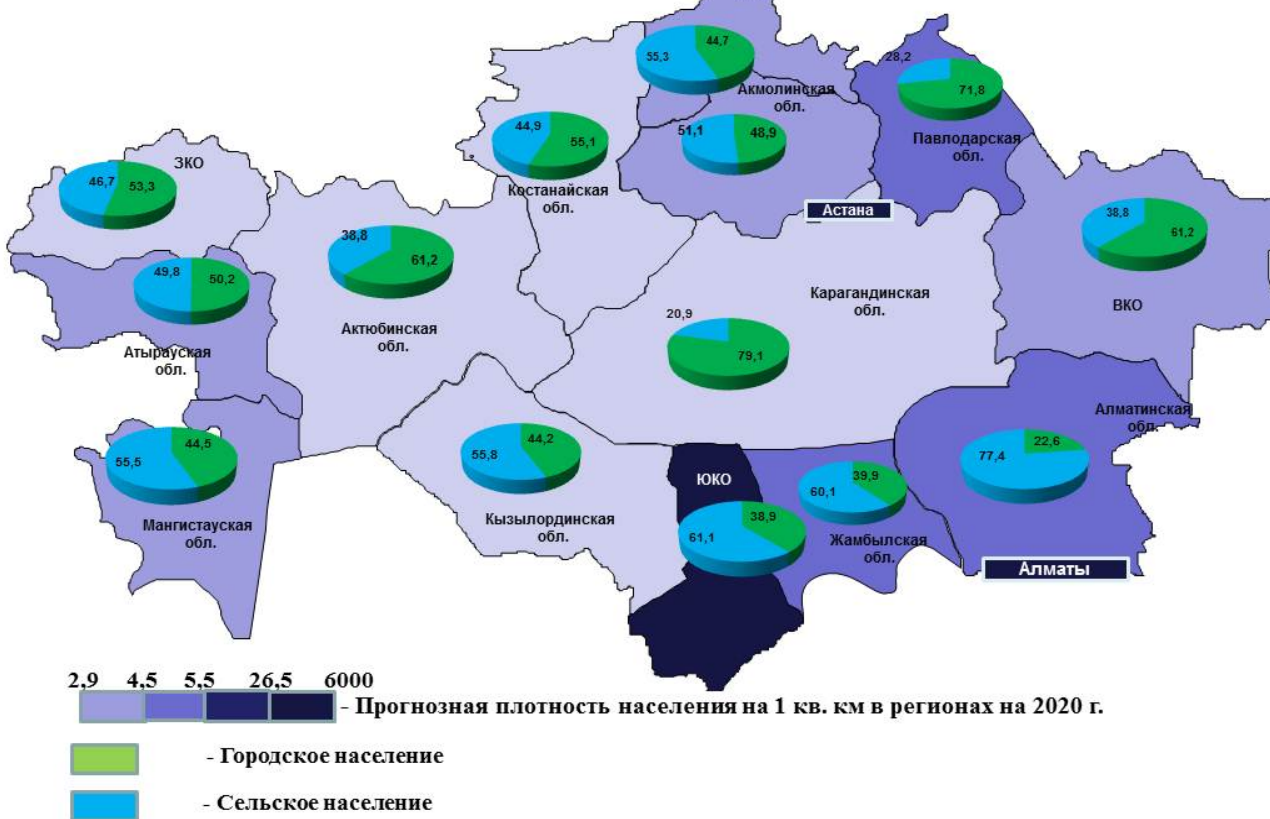 55,3
44,7
Акмолинская
обл.
28,2
71,8
Павлодарская
обл.
44,9
55,1
Костанайская
обл.
51,1
48,9
Астана
ЗКО
46,7
53,3
38,8
61,2
Актюбинская
обл.
49,8
50,2
Атырауская
обл.
38,8
61,2
ВКО
Карагандинская
обл.
20,9
79,1
Алматинская
обл.
77,4
22,6
55,5
44,5
Мангистауская
обл.
55,8
44,2
Кызылординская
обл.
ЮКО
61,1
38,9
60,1
39,9
Жамбылская
обл.
Алматы
2,9 4,5 5,5 26,5 6000
- Прогнозная плотность населения на 1 кв. км в регионах на 2020 г.
- Городское население
- Сельское население